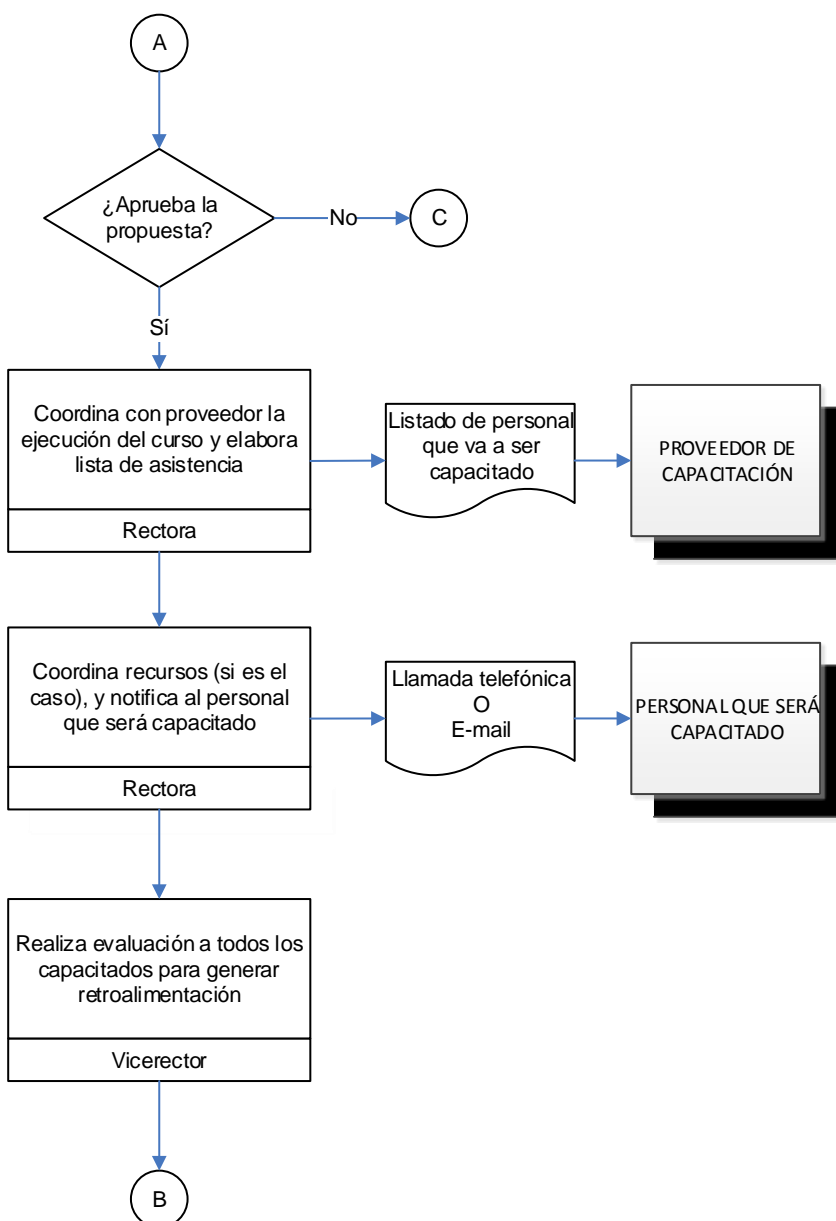 A
¿Aprueba la
propuesta?
No
C
Sí
Coordina con proveedor la
ejecución del curso y elabora
lista de asistencia
Rectora
Listado de personal
que va a ser
capacitado
PROVEEDOR DE
CAPACITACIÓN
Coordina recursos (si es el
caso), y notifica al personal
que será capacitado
Rectora
Llamada telefónica
O
E-mail
PERSONAL QUE SERÁ
CAPACITADO
Realiza evaluación a todos los
capacitados para generar
retroalimentación
Vicerector
B